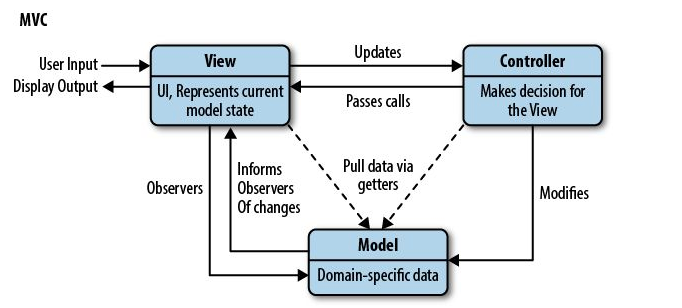 MVC
User Input
Display Output
View
UI, Represents current
model state
Updates
Passes calls
Controller
Makes decision for
the View
Observers
Informs
Observers
Of changes
Pull data via
getters
Modifies
Model
Domain-specific data